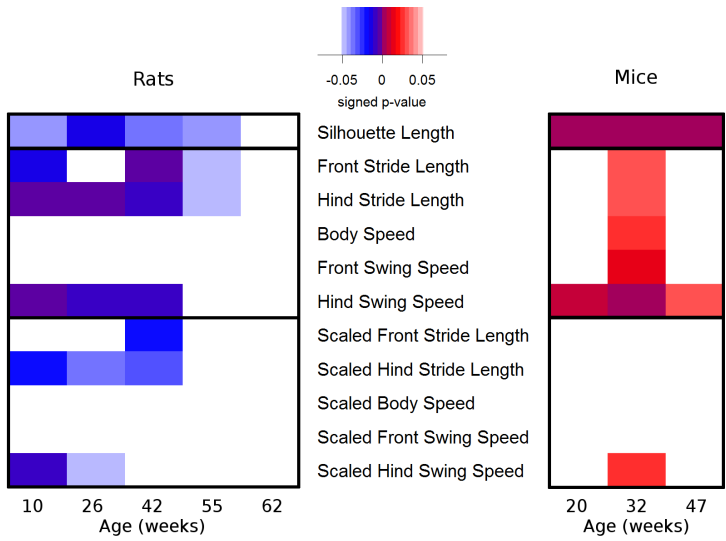 -0.05 0 0.05
signed p-value
Rats
Mice
Silhouette Length
Front Stride Length
Hind Stride Length
Body Speed
Front Swing Speed
Hind Swing Speed
Scaled Front Stride Length
Scaled Hind Stride Length
Scaled Body Speed
Scaled Front Swing Speed
Scaled Hind Swing Speed
10 26 42 55 62
Age (weeks)
20 32 47
Age (weeks)